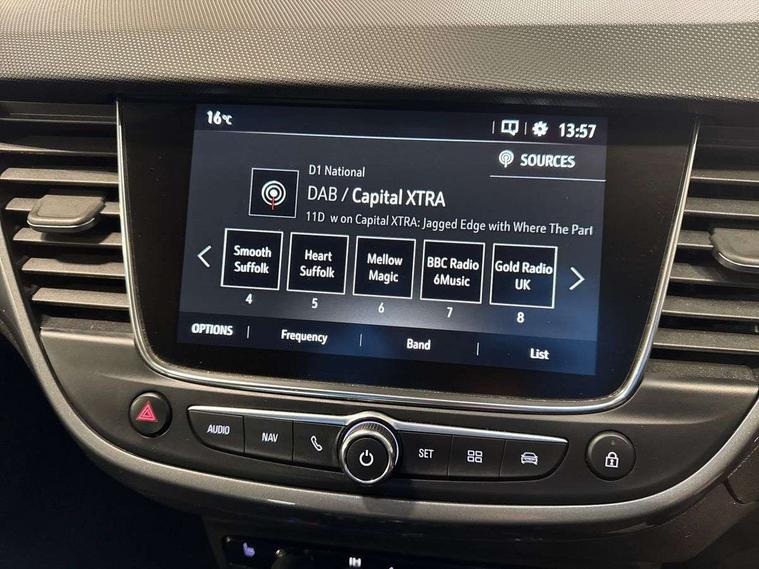 16°C
13:57
SOURCES
D1 National
DAB / Capital XTRA
11D w on Capital XTRA: Jagged Edge with Where The Part
Smooth Suffolk
Heart Suffolk
Mellow Magic
BBC Radio 6Music
Gold Radio UK
4 5 6 7 8
OPTIONS Frequency Band List
AUDIO NAV SET